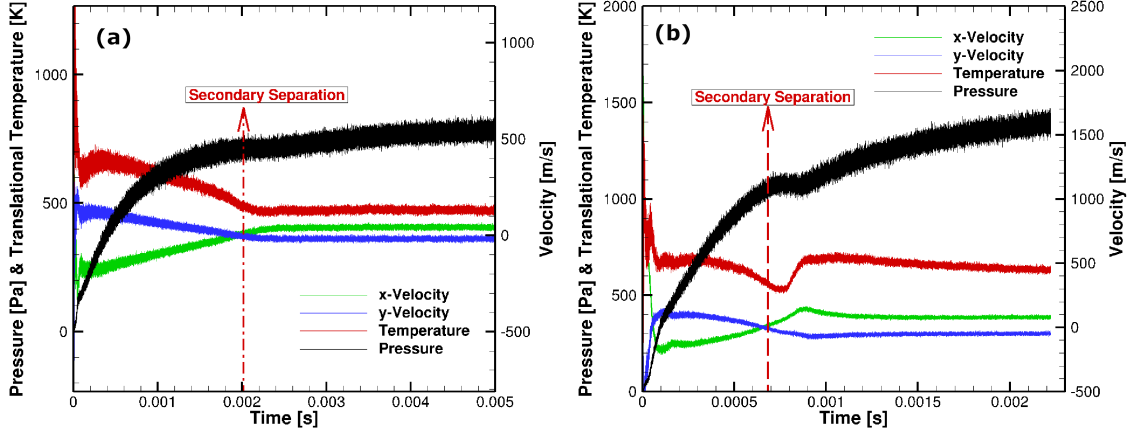 (a)
Pressure [Pa] & Translational Temperature [K]
1000
500
0
Secondary Separation
x-Velocity
y-Velocity
Temperature
Pressure
1000
500
0
-500
Velocity [m/s]
0
0.001
0.002
0.003
0.004
0.005
Time [s]
(b)
Pressure [Pa] & Translational Temperature [K]
2000
1500
1000
500
0
x-Velocity
y-Velocity
Temperature
Pressure
Secondary Separation
2500
2000
1500
1000
500
0
-500
Velocity [m/s]
0
0.0005
0.001
0.0015
0.002
Time [s]